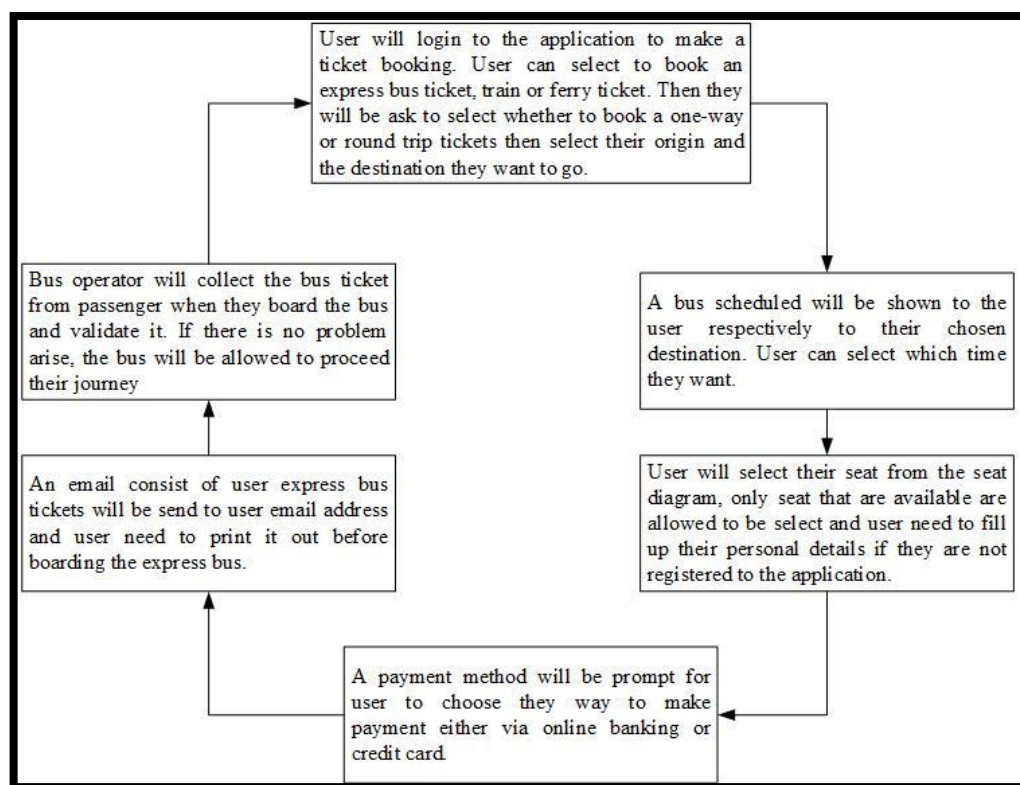 User will login to the application to make a
ticket booking. User can select to book an
express bus ticket, train or ferry ticket. Then they
will be ask to select whether to book a one-way
or round trip tickets then select their origin and
the destination they want to go.
A bus scheduled will be shown to the
user respectively to their chosen
destination. User can select which time
they want.
User will select their seat from the seat
diagram, only seat that are available are
allowed to be select and user need to fill
up their personal details if they are not
registered to the application.
A payment method will be prompt for
user to choose they way to make
payment either via online banking or
credit card.
An email consist of user express bus
tickets will be send to user email address
and user need to print it out before
boarding the express bus.
Bus operator will collect the bus ticket
from passenger when they board the bus
and validate it. If there is no problem
arise, the bus will be allowed to proceed
their journey